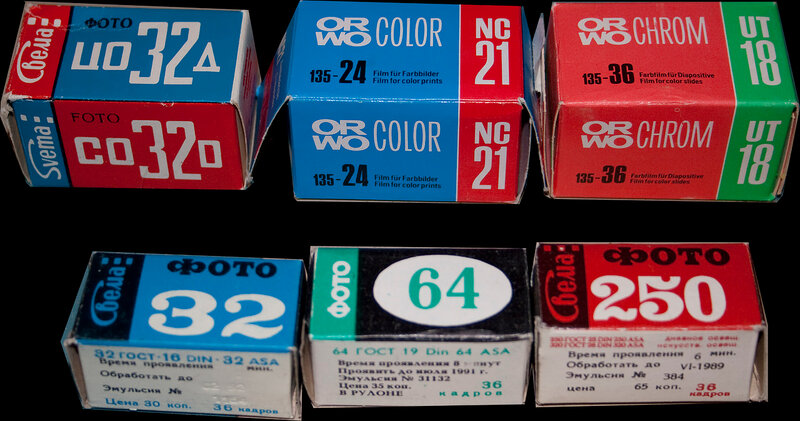 Свема
ФОТО
ЦО32Д
Svema
FOTO
CO32D
ORWO COLOR
NC
21
135-24 Film für Farbbilder
Film for color prints
ORWO COLOR
NC
21
135-24 Film für Farbbilder
Film for color prints
ORWO CHROM
UT
18
135-36 Farbfilm für Diapositive
Film for color slides
ORWO CHROM
UT
18
135-36 Farbfilm für Diapositive
Film for color slides
Свема
ФОТО
32
32 ГОСТ·16 DIN·32 ASA
Время проявления мин.
Обработать до
Эмульсия №
Цена 30 коп. 36 кадров
ФОТО
64
64 ГОСТ 19 Din 64 ASA
Время проявления 8 минут
Проявить до июля 1991 г.
Эмульсия № 31132
Цена 35 коп. 36
В РУЛОНЕ кадров
Свема
ФОТО
250
дневное освещ
искусств. освещ.
Время проявления 6 мин.
Обработать до VI-1989
Эмульсия № 384
цена 65 коп. 36
кадров